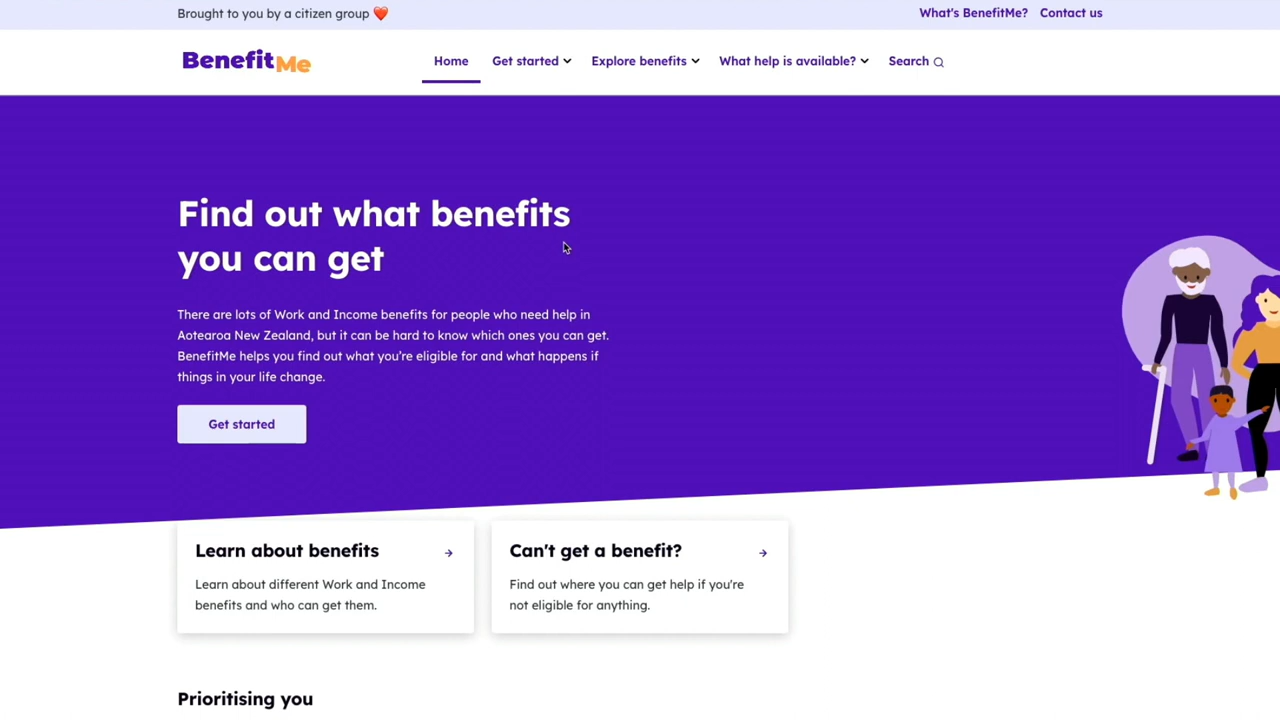 Brought to you by a citizen group ❤️
What's BenefitMe? Contact us
BenefitMe
Home Get started Explore benefits What help is available? Search
Find out what benefits
you can get
There are lots of Work and Income benefits for people who need help in
Aotearoa New Zealand, but it can be hard to know which ones you can get.
BenefitMe helps you find out what you're eligible for and what happens if
things in your life change.
Get started
Learn about benefits
Learn about different Work and Income
benefits and who can get them.
Can't get a benefit?
Find out where you can get help if you're
not eligible for anything.
Prioritising you